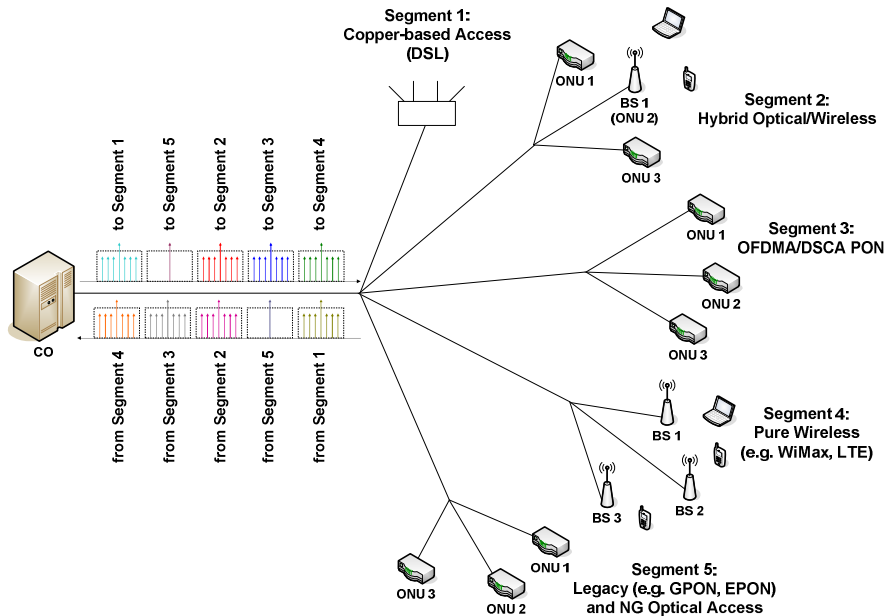 Segment 1:
Copper-based Access
(DSL)
ONU 1
BS 1
(ONU 2)
ONU 3
Segment 2:
Hybrid Optical/Wireless
to Segment 1
to Segment 5
to Segment 2
to Segment 3
to Segment 4
CO
from Segment 4
from Segment 3
from Segment 2
from Segment 5
from Segment 1
ONU 1
ONU 2
ONU 3
Segment 3:
OFDMA/DSCA PON
BS 1
BS 2
BS 3
Segment 4:
Pure Wireless
(e.g. WiMax, LTE)
ONU 1
ONU 2
ONU 3
Segment 5:
Legacy (e.g. GPON, EPON)
and NG Optical Access